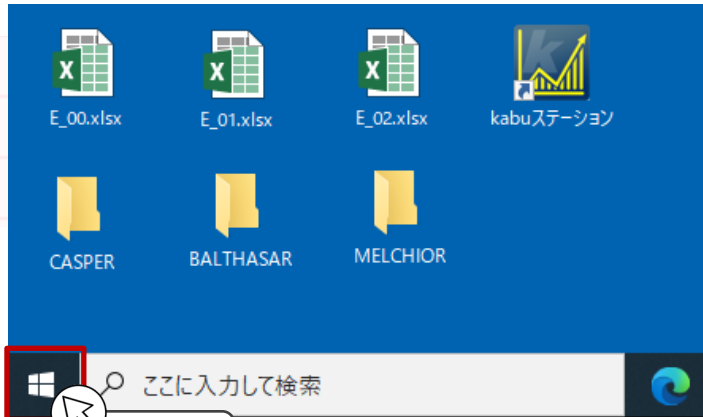 E_00.xlsx
E_01.xlsx
E_02.xlsx
kabuステーション
CASPER
BALTHASAR
MELCHIOR
ここに入力して検索